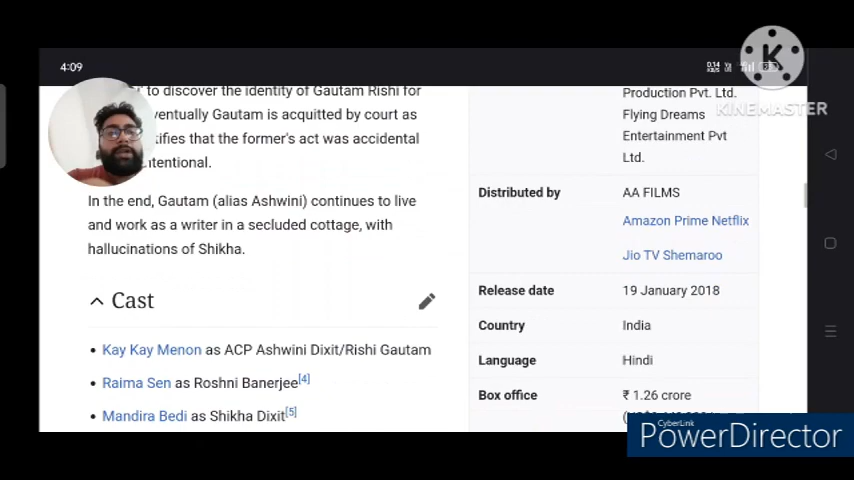 4:09
KINEMASTER
to discover the identity of Gautam Rishi for
ventually Gautam is acquitted by court as
tifies that the former's act was accidental
ntentional.
In the end, Gautam (alias Ashwini) continues to live
and work as a writer in a secluded cottage, with
hallucinations of Shikha.
Cast
• Kay Kay Menon as ACP Ashwini Dixit/Rishi Gautam
• Raima Sen as Roshni Banerjee[4]
• Mandira Bedi as Shikha Dixit[5]
Production Pvt. Ltd.
Flying Dreams
Entertainment Pvt
Ltd.
Distributed by AA FILMS
Amazon Prime Netflix
Jio TV Shemaroo
Release date 19 January 2018
Country India
Language Hindi
Box office ₹ 1.26 crore
CyberLink
PowerDirector